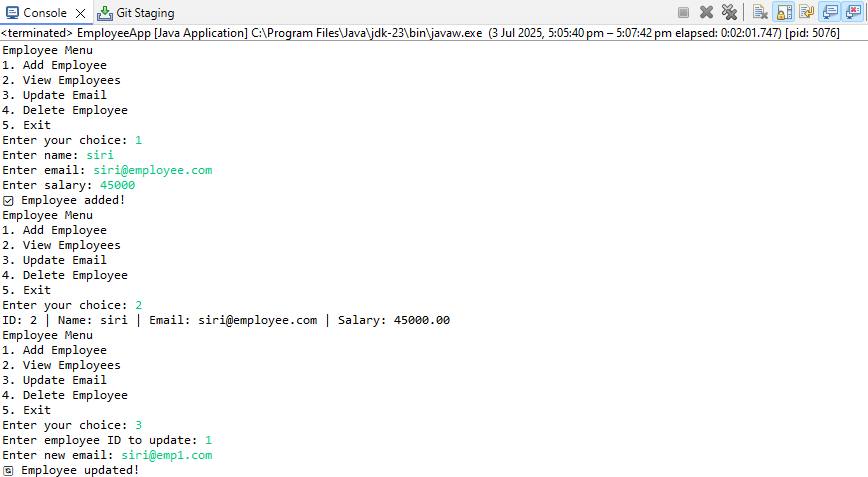 Console Git Staging
<terminated> EmployeeApp [Java Application] C:\Program Files\Java\jdk-23\bin\javaw.exe (3 Jul 2025, 5:05:40 pm – 5:07:42 pm elapsed: 0:02:01.747) [pid: 5076]
Employee Menu
1. Add Employee
2. View Employees
3. Update Email
4. Delete Employee
5. Exit
Enter your choice: 1
Enter name: siri
Enter email: siri@employee.com
Enter salary: 45000
☑ Employee added!
Employee Menu
1. Add Employee
2. View Employees
3. Update Email
4. Delete Employee
5. Exit
Enter your choice: 2
ID: 2 | Name: siri | Email: siri@employee.com | Salary: 45000.00
Employee Menu
1. Add Employee
2. View Employees
3. Update Email
4. Delete Employee
5. Exit
Enter your choice: 3
Enter employee ID to update: 1
Enter new email: siri@emp1.com
🔄 Employee updated!